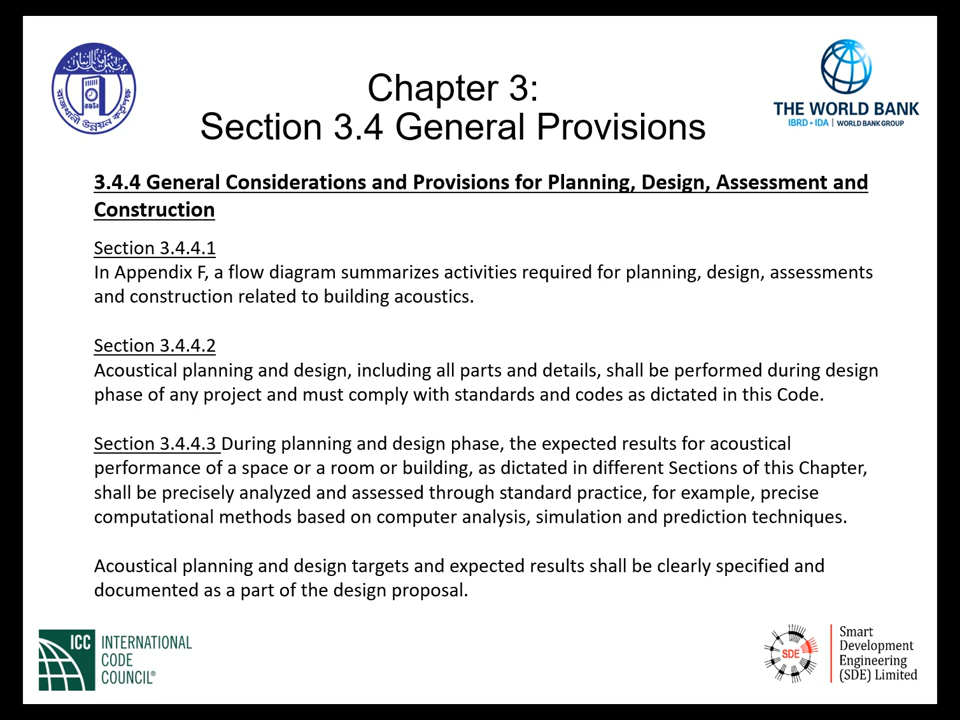 Chapter 3:
Section 3.4 General Provisions
রাজধানী উন্নয়ন কর্তৃপক্ষ
THE WORLD BANK
IBRD • IDA | WORLD BANK GROUP
3.4.4 General Considerations and Provisions for Planning, Design, Assessment and
Construction
Section 3.4.4.1
In Appendix F, a flow diagram summarizes activities required for planning, design, assessments
and construction related to building acoustics.
Section 3.4.4.2
Acoustical planning and design, including all parts and details, shall be performed during design
phase of any project and must comply with standards and codes as dictated in this Code.
Section 3.4.4.3 During planning and design phase, the expected results for acoustical
performance of a space or a room or building, as dictated in different Sections of this Chapter,
shall be precisely analyzed and assessed through standard practice, for example, precise
computational methods based on computer analysis, simulation and prediction techniques.
Acoustical planning and design targets and expected results shall be clearly specified and
documented as a part of the design proposal.
ICC INTERNATIONAL
CODE
COUNCIL®
SDE
Smart
Development
Engineering
(SDE) Limited